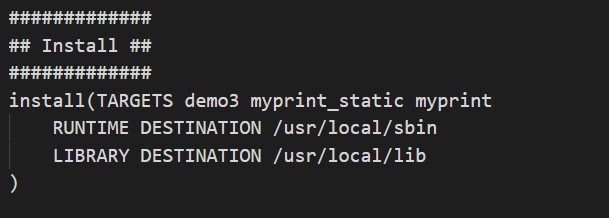 #############
## Install ##
#############
install(TARGETS demo3 myprint_static myprint
    RUNTIME DESTINATION /usr/local/sbin
    LIBRARY DESTINATION /usr/local/lib
)